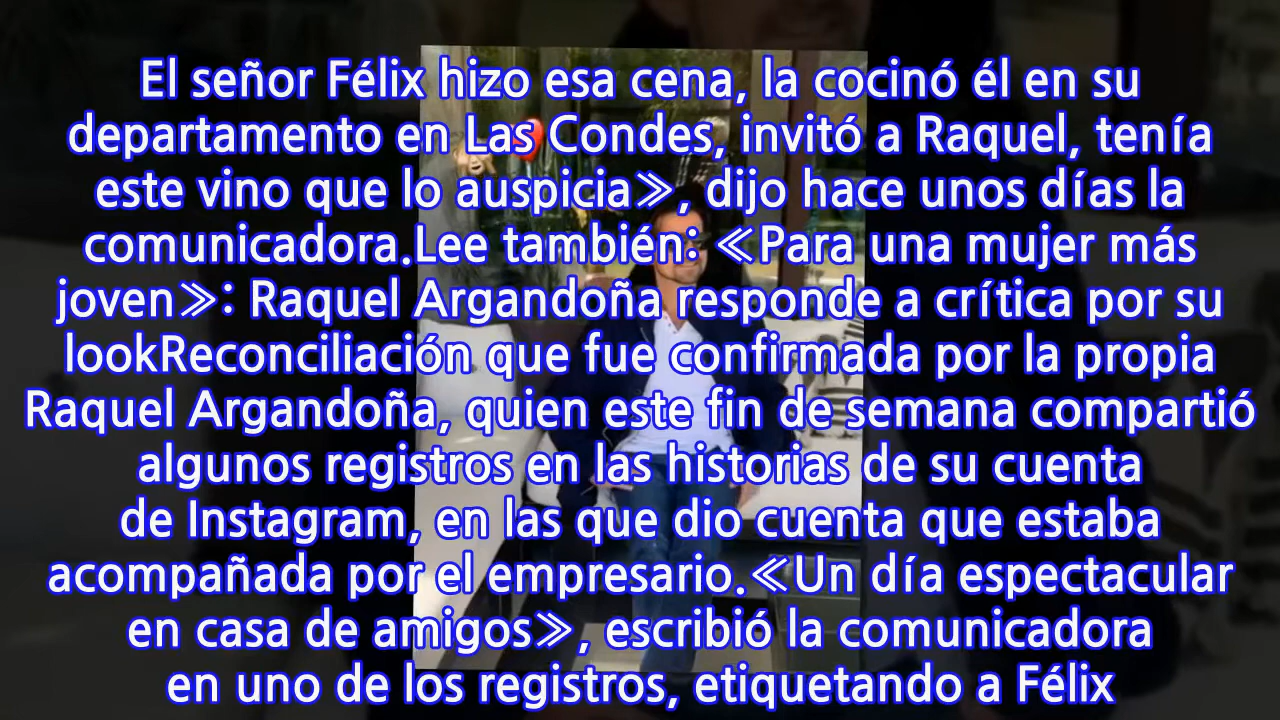 El señor Félix hizo esa cena, la cocinó él en su
departamento en Las Condes, invitó a Raquel, tenía
este vino que lo auspicia≫, dijo hace unos días la
comunicadora.Lee también: ≪Para una mujer más
joven≫: Raquel Argandoña responde a crítica por su
lookReconciliación que fue confirmada por la propia
Raquel Argandoña, quien este fin de semana compartió
algunos registros en las historias de su cuenta
de Instagram, en las que dio cuenta que estaba
acompañada por el empresario.≪Un día espectacular
en casa de amigos≫, escribió la comunicadora
en uno de los registros, etiquetando a Félix